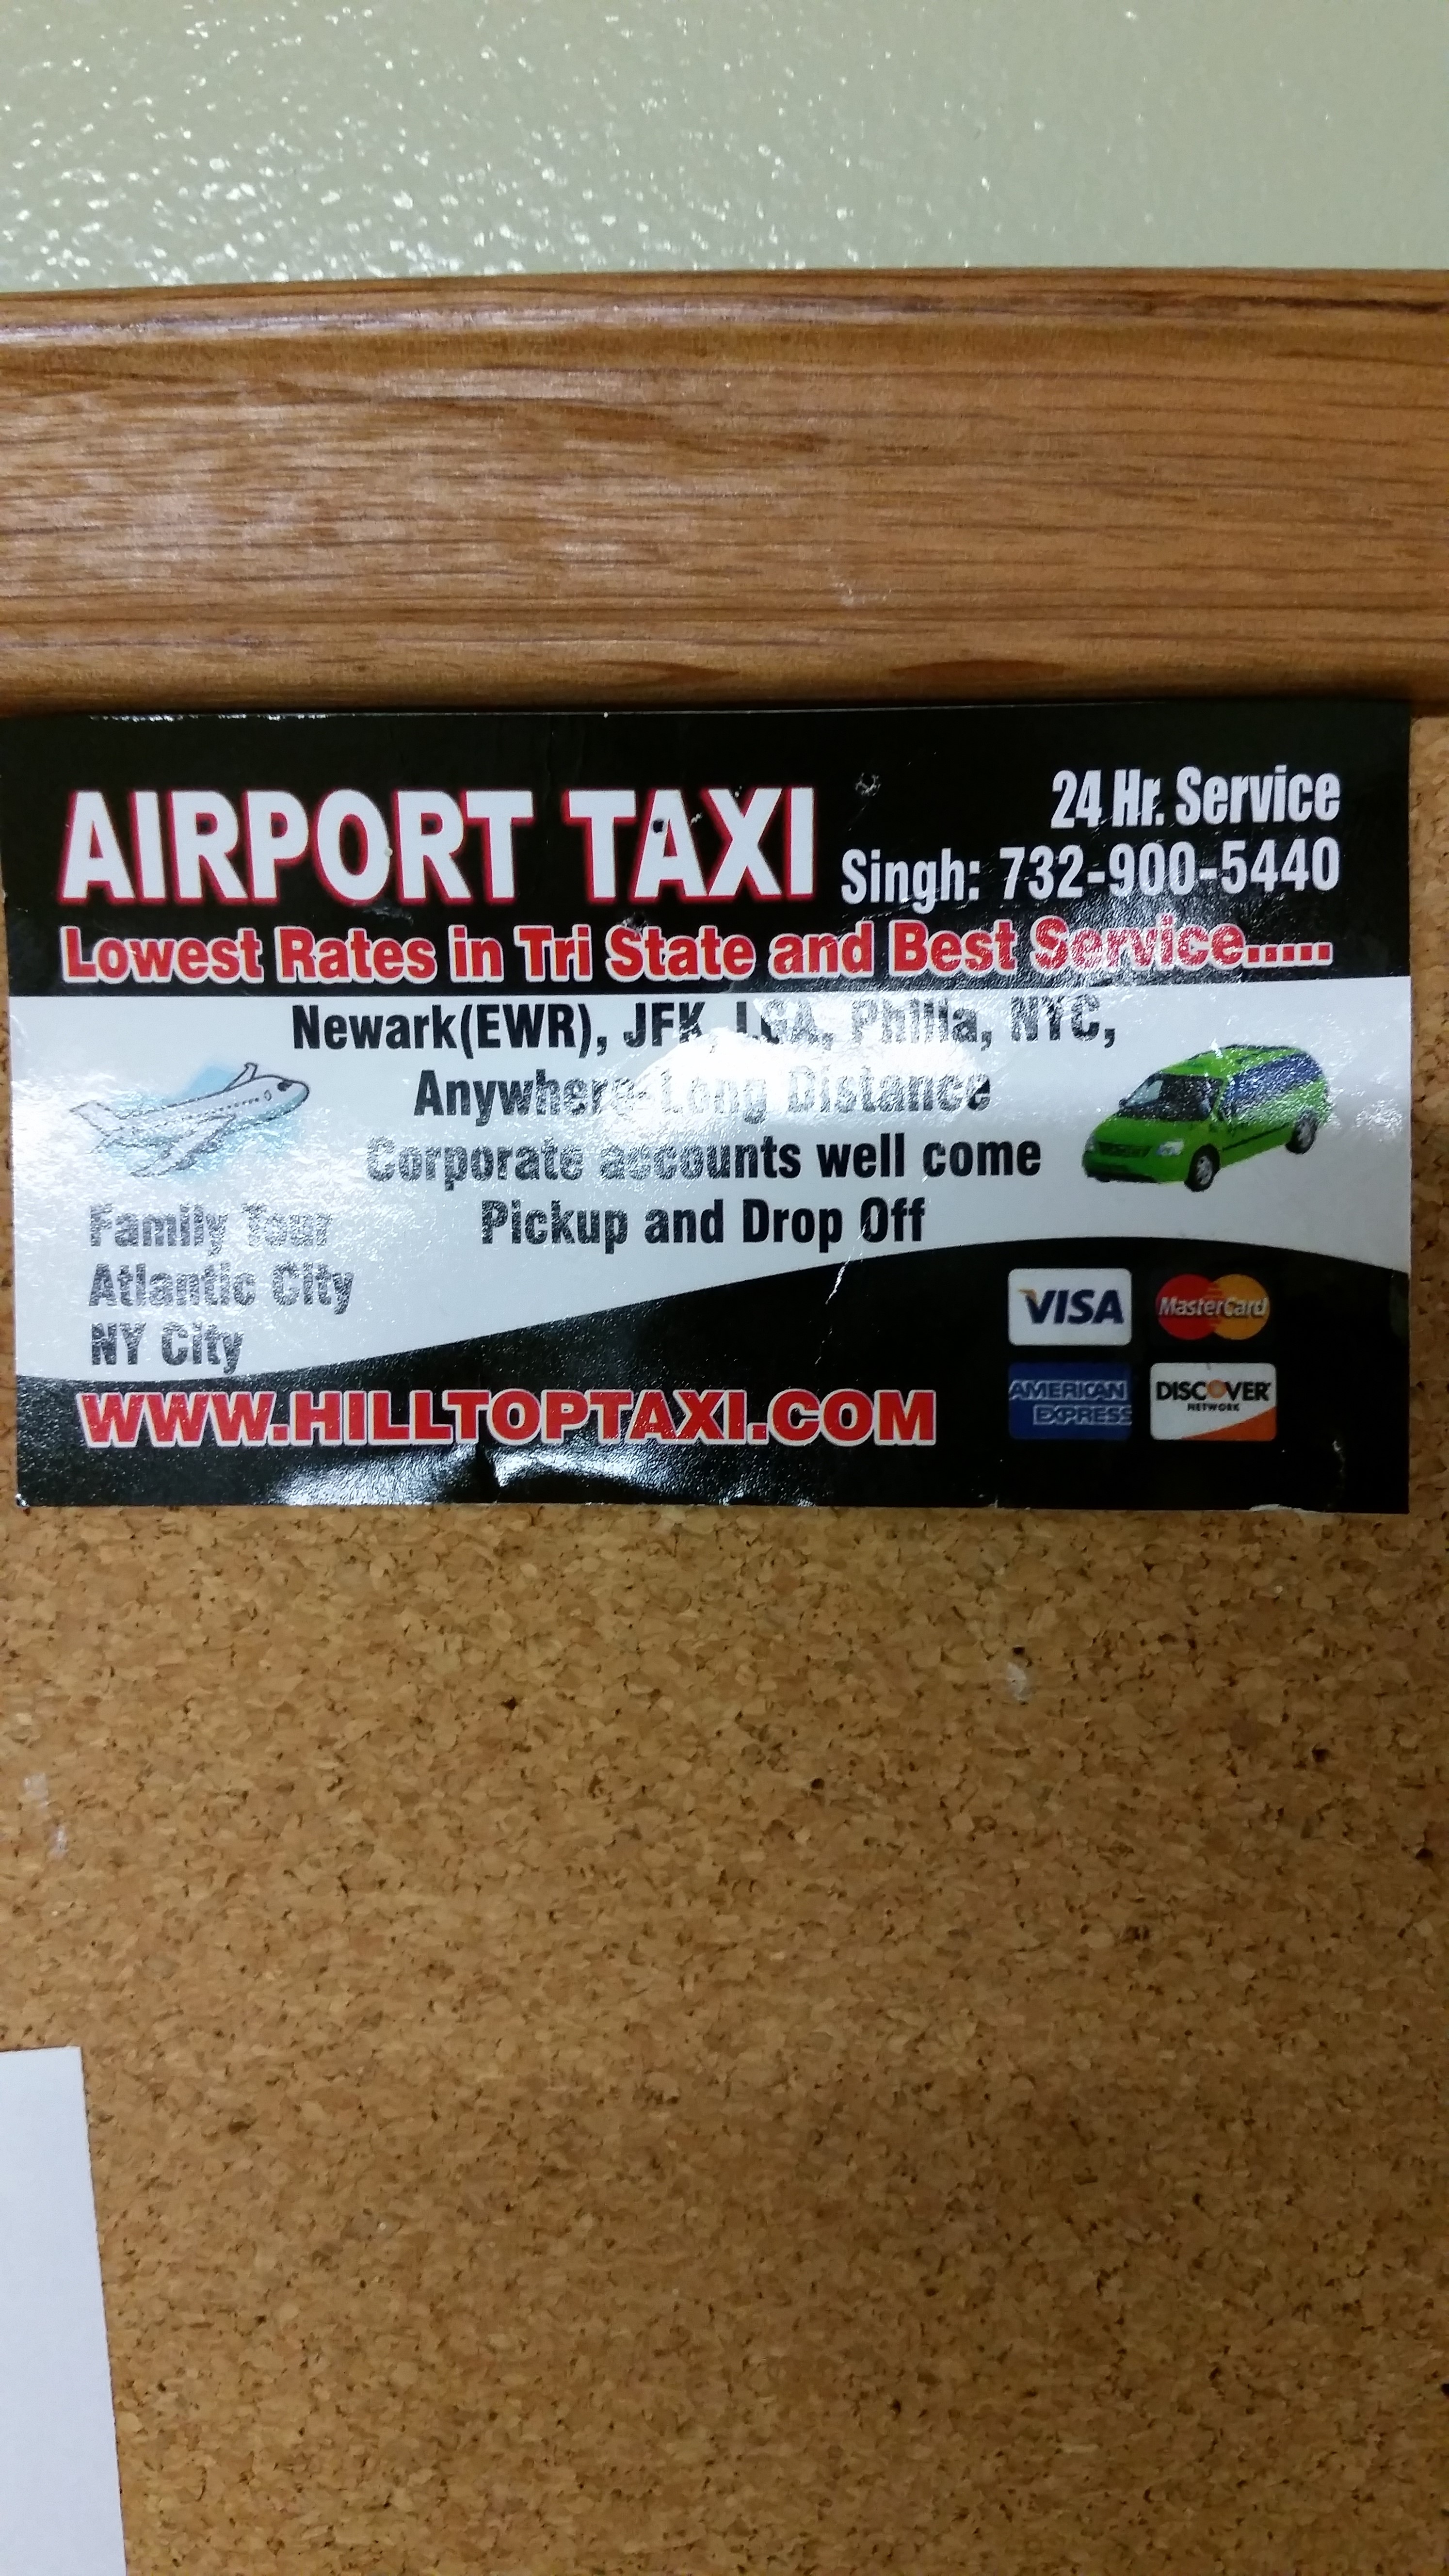 AIRPORT TAXI
24 Hr. Service
Singh: 732-900-5440
Lowest Rates in Tri State and Best Service.....
Newark(EWR), JFK, LGA, Philla, NYC,
Anywhere-Long Distance
Corporate accounts well come
Pickup and Drop Off
Family Tour
Atlantic City
NY City
WWW.HILLTOPTAXI.COM
VISA
MasterCard
AMERICAN
EXPRESS
DISCOVER
NETWORK